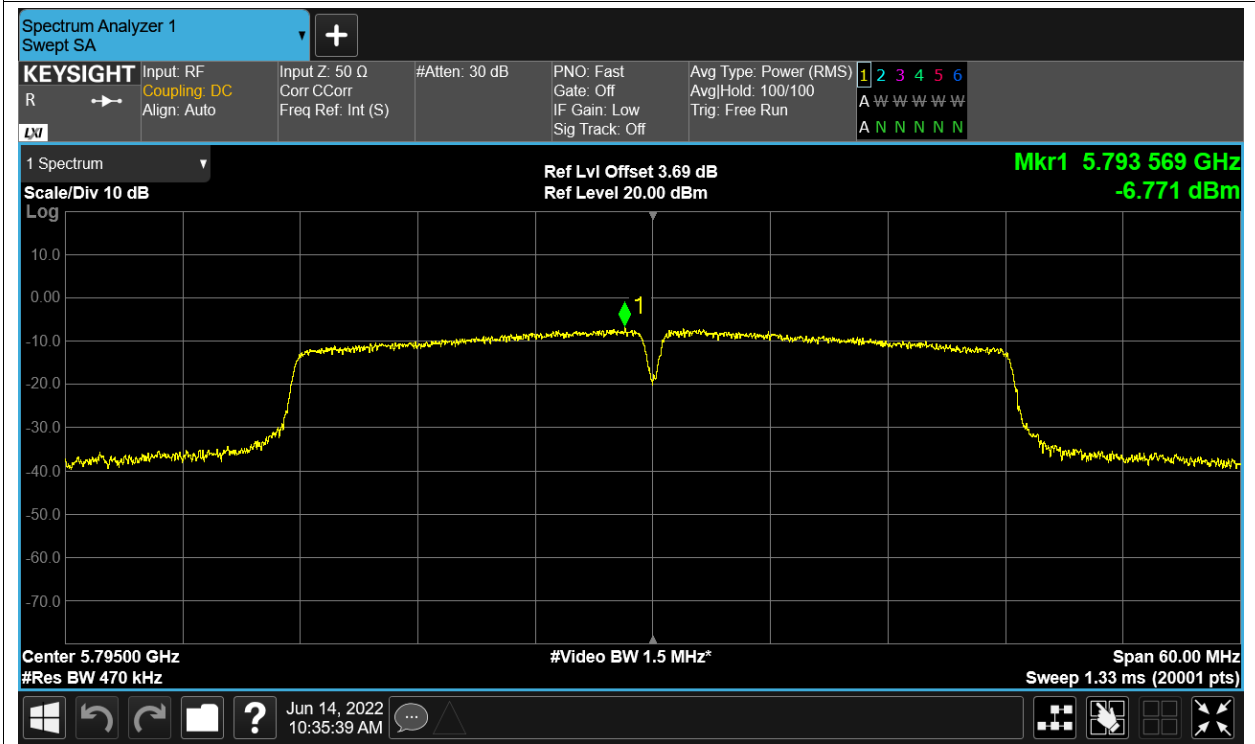 Spectrum Analyzer 1
Swept SA
+
KEYSIGHT
R
LXI
Input: RF
Coupling: DC
Align: Auto
Input Z: 50 Ω
Corr CCorr
Freq Ref: Int (S)
#Atten: 30 dB
PNO: Fast
Gate: Off
IF Gain: Low
Sig Track: Off
Avg Type: Power (RMS)
Avg|Hold: 100/100
Trig: Free Run
1 2 3 4 5 6
A W W W W W
A N N N N N
1 Spectrum
Scale/Div 10 dB
Ref Lvl Offset 3.69 dB
Ref Level 20.00 dBm
Mkr1 5.793 569 GHz
-6.771 dBm
Log
10.0
0.00
1
-10.0
-20.0
-30.0
-40.0
-50.0
-60.0
-70.0
Center 5.79500 GHz
#Video BW 1.5 MHz*
Span 60.00 MHz
#Res BW 470 kHz
Sweep 1.33 ms (20001 pts)
?
Jun 14, 2022
10:35:39 AM